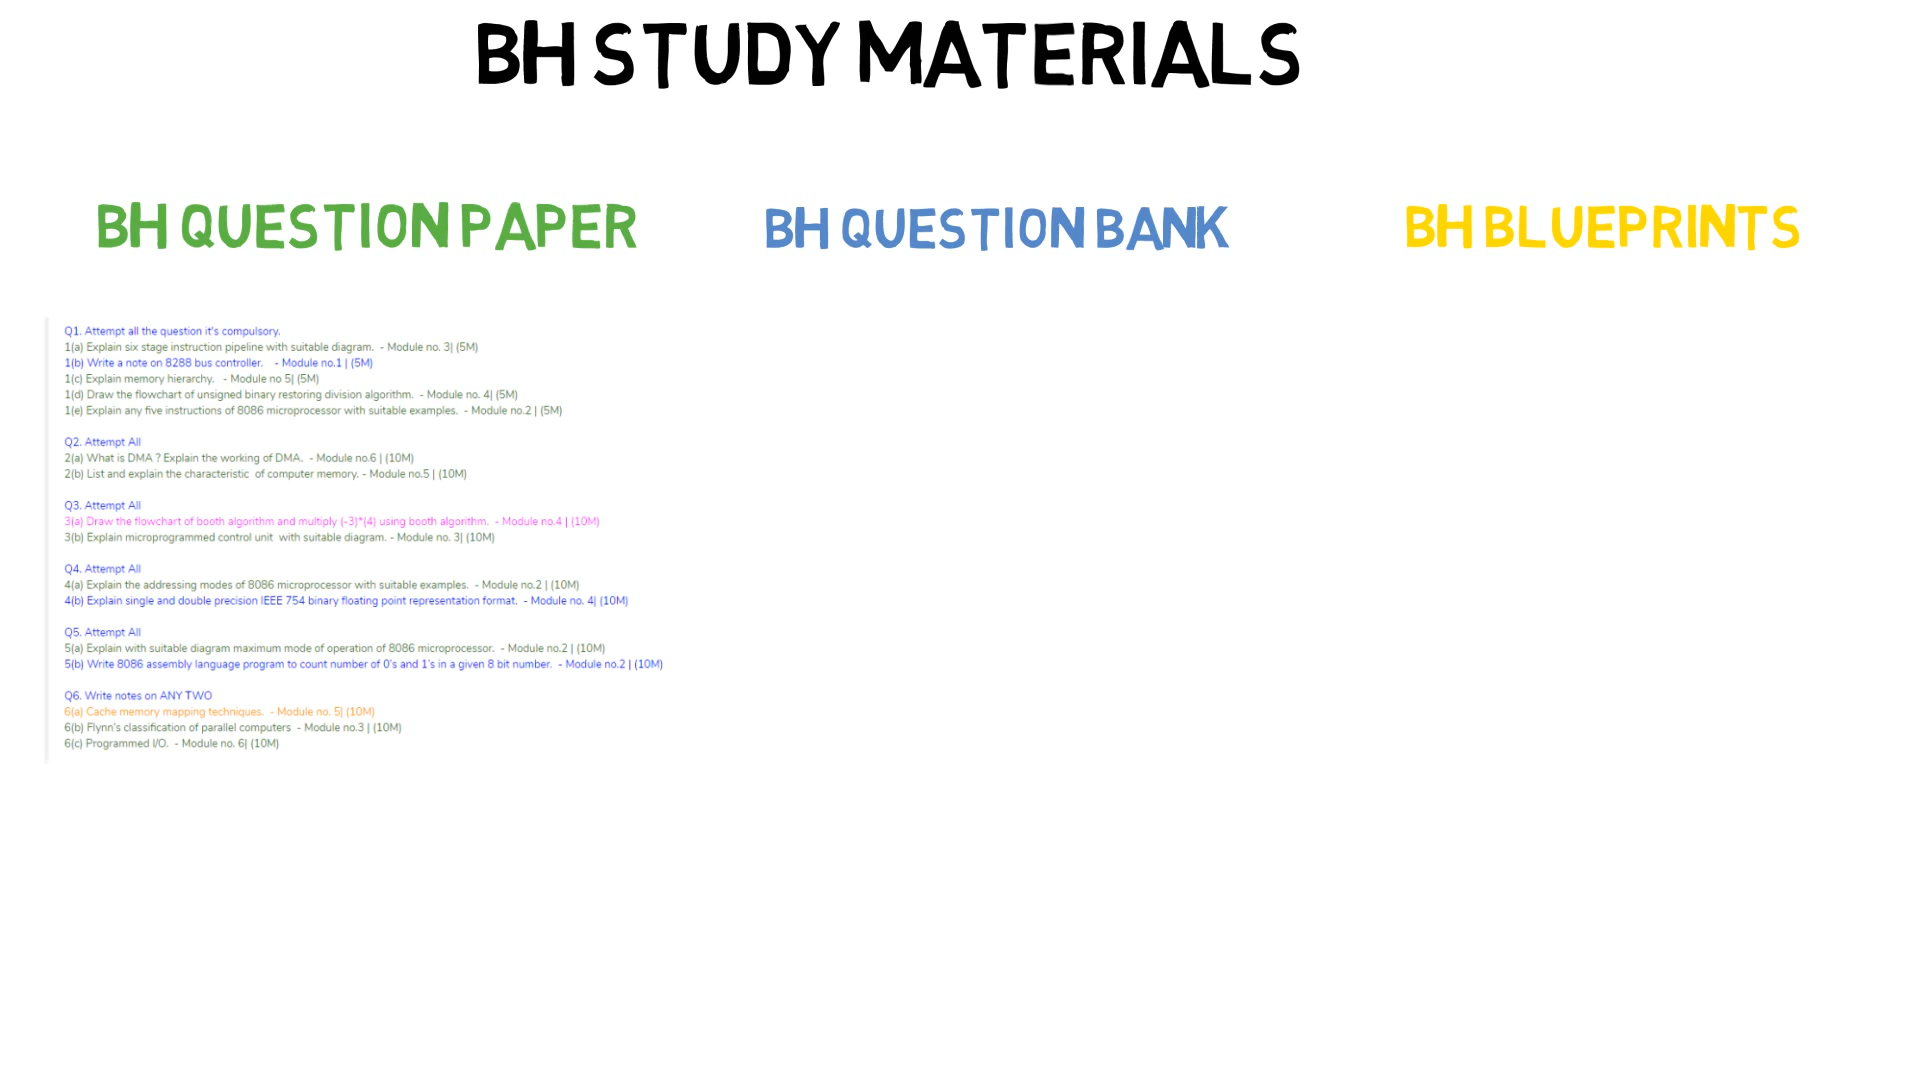 BH STUDY MATERIALS
BH QUESTION PAPER
BH QUESTION BANK
BH BLUEPRINTS
Q1. Attempt all the question it's compulsory.
1(a) Explain six stage instruction pipeline with suitable diagram. - Module no. 3| (5M)
1(b) Write a note on 8288 bus controller. - Module no.1 | (5M)
1(c) Explain memory hierarchy. - Module no 5| (5M)
1(d) Draw the flowchart of unsigned binary restoring division algorithm. - Module no. 4| (5M)
1(e) Explain any five instructions of 8086 microprocessor with suitable examples. - Module no.2 | (5M)
Q2. Attempt All
2(a) What is DMA ? Explain the working of DMA. - Module no.6 | (10M)
2(b) List and explain the characteristic of computer memory. - Module no.5 | (10M)
Q3. Attempt All
3(a) Draw the flowchart of booth algorithm and multiply (-3)*(4) using booth algorithm. - Module no.4 | (10M)
3(b) Explain microprogrammed control unit with suitable diagram. - Module no. 3| (10M)
Q4. Attempt All
4(a) Explain the addressing modes of 8086 microprocessor with suitable examples. - Module no.2 | (10M)
4(b) Explain single and double precision IEEE 754 binary floating point representation format. - Module no. 4| (10M)
Q5. Attempt All
5(a) Explain with suitable diagram maximum mode of operation of 8086 microprocessor. - Module no.2 | (10M)
5(b) Write 8086 assembly language program to count number of 0's and 1's in a given 8 bit number. - Module no.2 | (10M)
Q6. Write notes on ANY TWO
6(a) Cache memory mapping techniques. - Module no. 5| (10M)
6(b) Flynn's classification of parallel computers - Module no.3 | (10M)
6(c) Programmed I/O. - Module no. 6| (10M)